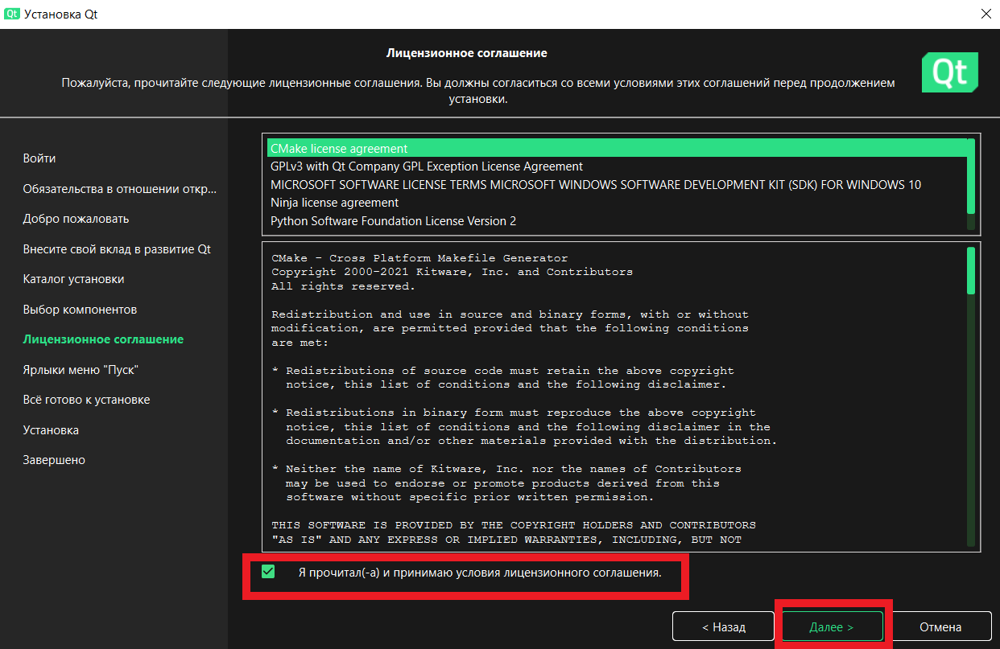 Qt Установка Qt
Лицензионное соглашение
Пожалуйста, прочитайте следующие лицензионные соглашения. Вы должны согласиться со всеми условиями этих соглашений перед продолжением
установки.
Qt
Войти
Обязательства в отношении откр...
Добро пожаловать
Внесите свой вклад в развитие Qt
Каталог установки
Выбор компонентов
Лицензионное соглашение
Ярлыки меню "Пуск"
Всё готово к установке
Установка
Завершено
CMake license agreement
GPLv3 with Qt Company GPL Exception License Agreement
MICROSOFT SOFTWARE LICENSE TERMS MICROSOFT WINDOWS SOFTWARE DEVELOPMENT KIT (SDK) FOR WINDOWS 10
Ninja license agreement
Python Software Foundation License Version 2
CMake - Cross Platform Makefile Generator
Copyright 2000-2021 Kitware, Inc. and Contributors
All rights reserved.
Redistribution and use in source and binary forms, with or without
modification, are permitted provided that the following conditions
are met:
* Redistributions of source code must retain the above copyright
notice, this list of conditions and the following disclaimer.
* Redistributions in binary form must reproduce the above copyright
notice, this list of conditions and the following disclaimer in the
documentation and/or other materials provided with the distribution.
* Neither the name of Kitware, Inc. nor the names of Contributors
may be used to endorse or promote products derived from this
software without specific prior written permission.
THIS SOFTWARE IS PROVIDED BY THE COPYRIGHT HOLDERS AND CONTRIBUTORS
"AS IS" AND ANY EXPRESS OR IMPLIED WARRANTIES, INCLUDING, BUT NOT
Я прочитал(-а) и принимаю условия лицензионного соглашения.
< Назад
Далее >
Отмена